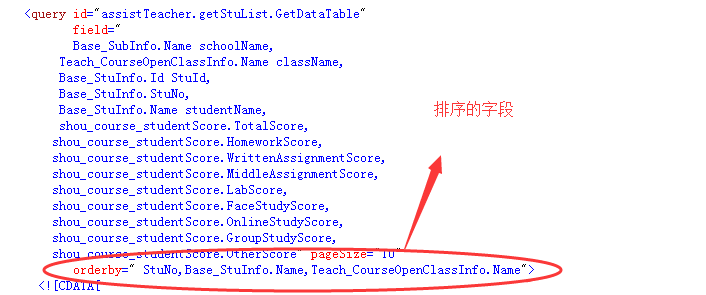 <query id="assistTeacher.getStuList.GetDataTable"
field="
Base_SubInfo.Name schoolName,
Teach_CourseOpenClassInfo.Name className,
Base_StuInfo.Id StuId,
Base_StuInfo.StuNo,
Base_StuInfo.Name studentName,
shou_course_studentScore.TotalScore,
shou_course_studentScore.HomeworkScore,
shou_course_studentScore.WrittenAssignmentScore,
shou_course_studentScore.MiddleAssignmentScore,
shou_course_studentScore.LabScore,
shou_course_studentScore.FaceStudyScore,
shou_course_studentScore.OnlineStudyScore,
shou_course_studentScore.GroupStudyScore,
shou_course_studentScore.OtherScore" pageSize="10"
orderby=" StuNo,Base_StuInfo.Name,Teach_CourseOpenClassInfo.Name">
<![CDATA[
排序的字段